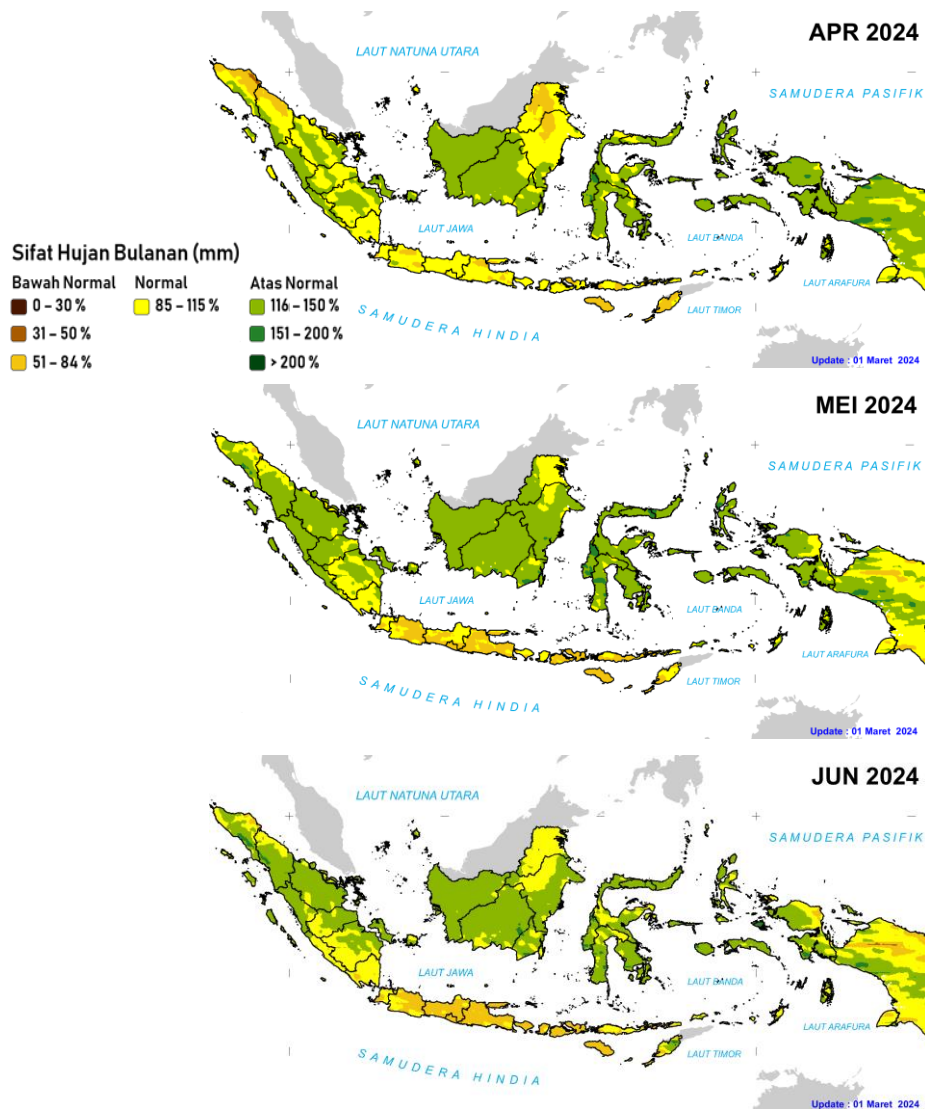 APR 2024
LAUT NATUNA UTARA
SAMUDERA PASIFIK
LAUT JAWA
LAUT BANDA
LAUT ARAFURA
LAUT TIMOR
SAMUDERA HINDIA
Update : 01 Maret 2024
Sifat Hujan Bulanan (mm)
Bawah Normal
0 – 30 %
31 – 50 %
51 – 84 %
Normal
85 – 115 %
Atas Normal
116 – 150 %
151 – 200 %
> 200 %
MEI 2024
LAUT NATUNA UTARA
SAMUDERA PASIFIK
LAUT JAWA
LAUT BANDA
LAUT ARAFURA
LAUT TIMOR
SAMUDERA HINDIA
Update : 01 Maret 2024
JUN 2024
LAUT NATUNA UTARA
SAMUDERA PASIFIK
LAUT JAWA
LAUT BANDA
LAUT ARAFURA
LAUT TIMOR
SAMUDERA HINDIA
Update : 01 Maret 2024